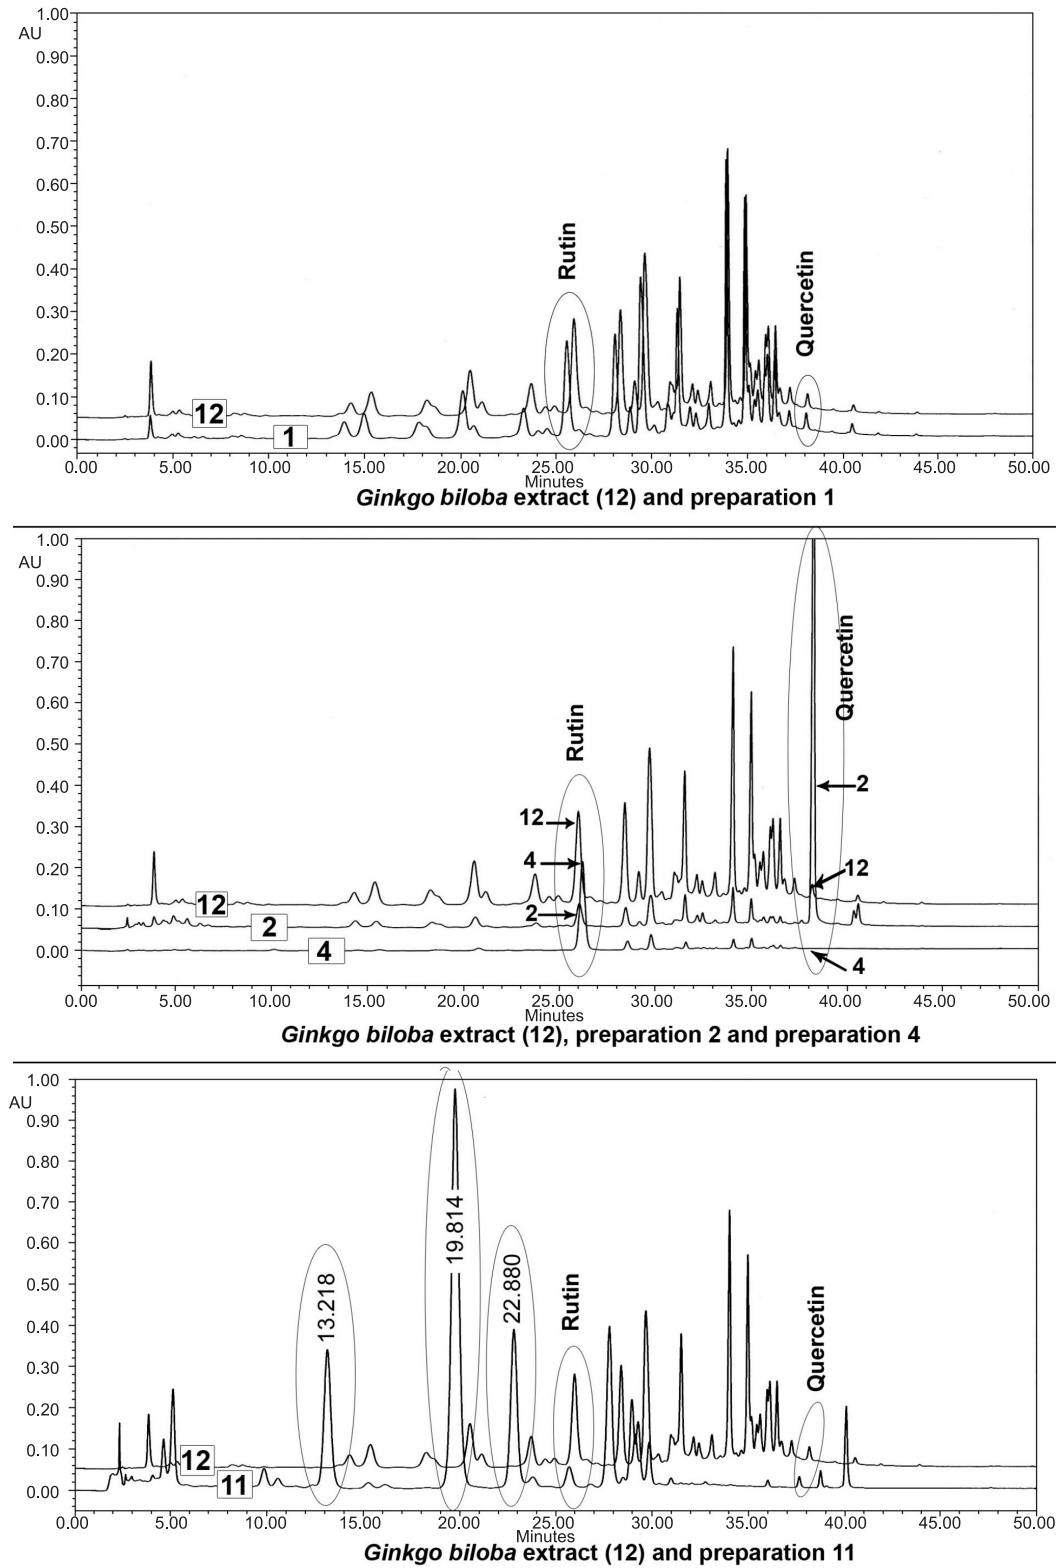 1.00
AU
0.90
0.80
0.70
0.60
0.50
0.40
0.30
0.20
0.10
0.00
Rutin
Quercetin
12
1
0.00 5.00 10.00 15.00 20.00 25.00 30.00 35.00 40.00 45.00 50.00
Minutes
Ginkgo biloba extract (12) and preparation 1
1.00
AU
0.90
0.80
0.70
0.60
0.50
0.40
0.30
0.20
0.10
0.00
Rutin
Quercetin
12
4
2
2
12
4
12
2
4
0.00 5.00 10.00 15.00 20.00 25.00 30.00 35.00 40.00 45.00 50.00
Minutes
Ginkgo biloba extract (12), preparation 2 and preparation 4
1.00
AU
0.90
0.80
0.70
0.60
0.50
0.40
0.30
0.20
0.10
0.00
13.218
19.814
22.880
Rutin
Quercetin
12
11
0.00 5.00 10.00 15.00 20.00 25.00 30.00 35.00 40.00 45.00 50.00
Minutes
Ginkgo biloba extract (12) and preparation 11